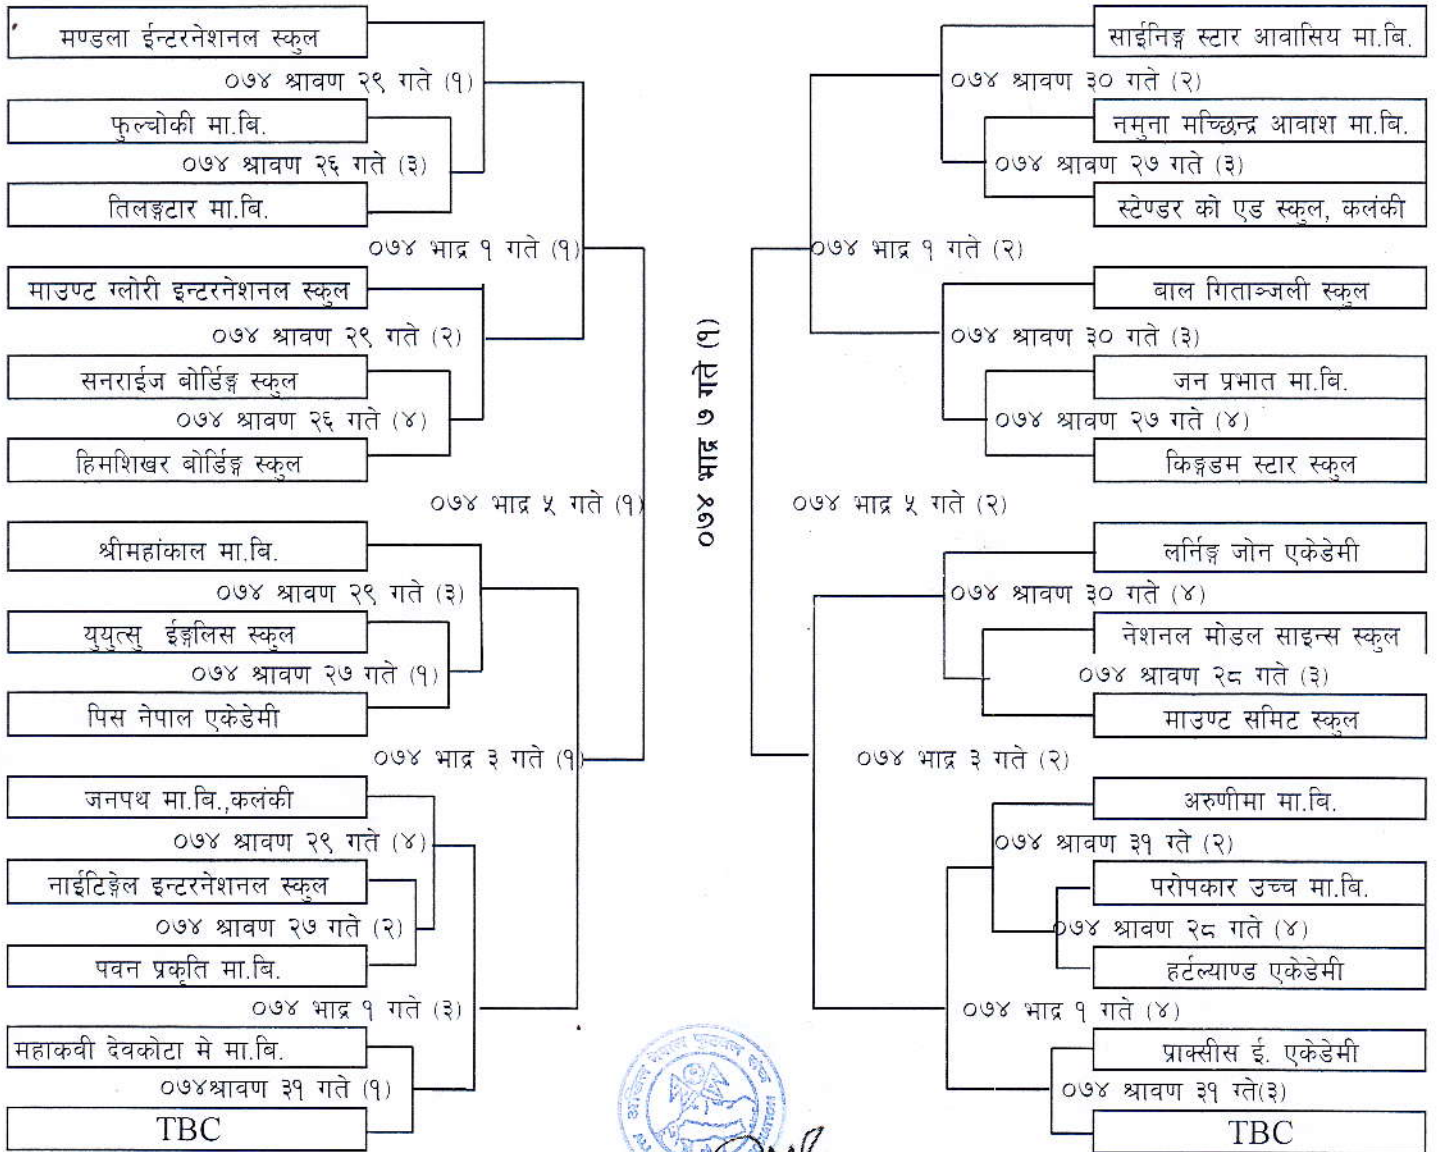 मण्डला ईन्टरनेशनल स्कुल
०७४ श्रावण २९ गते (१)
फुल्चोकी मा.बि.
०७४ श्रावण २६ गते (३)
तिलङ्गटार मा.बि.
०७४ भाद्र १ गते (१)
माउण्ट ग्लोरी इन्टरनेशनल स्कुल
०७४ श्रावण २९ गते (२)
सनराईज बोर्डिङ्ग स्कुल
०७४ श्रावण २६ गते (४)
हिमशिखर बोर्डिङ्ग स्कुल
०७४ भाद्र ५ गते (१)
श्रीमहांकाल मा.बि.
०७४ श्रावण २९ गते (३)
युयुत्सु ईङ्गलिस स्कुल
०७४ श्रावण २७ गते (१)
पिस नेपाल एकेडेमी
०७४ भाद्र ३ गते (१)
जनपथ मा.बि.,कलंकी
०७४ श्रावण २९ गते (४)
नाईटिङ्गेल इन्टरनेशनल स्कुल
०७४ श्रावण २७ गते (२)
पवन प्रकृति मा.बि.
०७४ भाद्र १ गते (३)
महाकवी देवकोटा मे मा.बि.
०७४श्रावण ३१ गते (१)
TBC
०७४ भाद्र ७ गते (१)
साईनिङ्ग स्टार आवासिय मा.बि.
०७४ श्रावण ३० गते (२)
नमुना मच्छिन्द्र आवाश मा.बि.
०७४ श्रावण २७ गते (३)
स्टेण्डर को एड स्कुल, कलंकी
०७४ भाद्र १ गते (२)
बाल गिताञ्जली स्कुल
०७४ श्रावण ३० गते (३)
जन प्रभात मा.बि.
०७४ श्रावण २७ गते (४)
किङ्गडम स्टार स्कुल
०७४ भाद्र ५ गते (२)
लर्निङ्ग जोन एकेडेमी
०७४ श्रावण ३० गते (४)
नेशनल मोडल साइन्स स्कुल
०७४ श्रावण २८ गते (३)
माउण्ट समिट स्कुल
०७४ भाद्र ३ गते (२)
अरुणीमा मा.बि.
०७४ श्रावण ३१ ग्ते (२)
परोपकार उच्च मा.बि.
०७४ श्रावण २८ गते (४)
हर्टल्याण्ड एकेडेमी
०७४ भाद्र १ गते (४)
प्राक्सीस ई. एकेडेमी
०७४ श्रावण ३१ ग्ते(३)
TBC